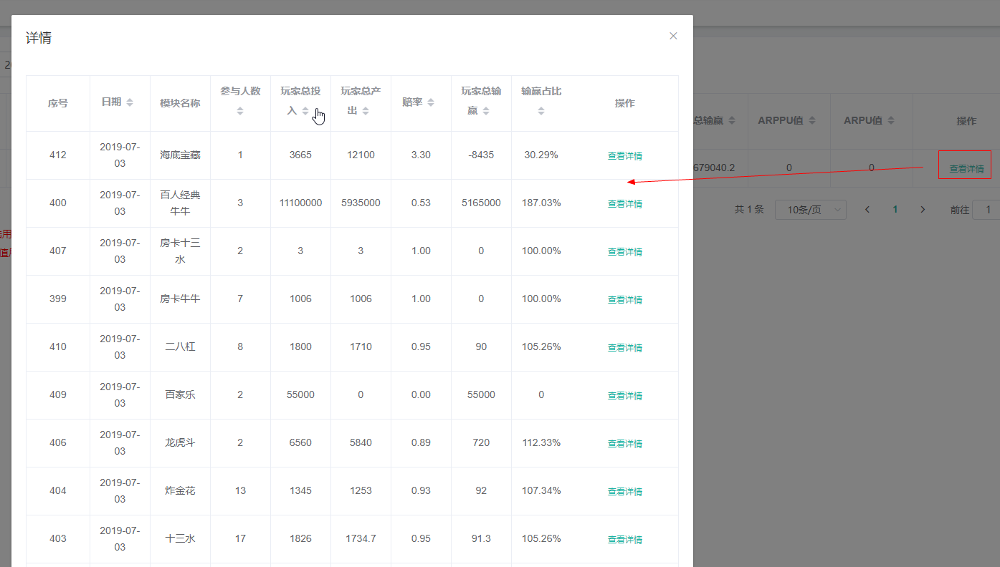 详情
序号 日期 模块名称 参与人数 玩家总投入 玩家总产出 赔率 玩家总输赢 输赢占比 操作
412 2019-07-03 海底宝藏 1 3665 12100 3.30 -8435 30.29% 查看详情
400 2019-07-03 百人经典牛牛 3 11100000 5935000 0.53 5165000 187.03% 查看详情
407 2019-07-03 房卡十三水 2 3 3 1.00 0 100.00% 查看详情
399 2019-07-03 房卡牛牛 7 1006 1006 1.00 0 100.00% 查看详情
410 2019-07-03 二八杠 8 1800 1710 0.95 90 105.26% 查看详情
409 2019-07-03 百家乐 2 55000 0 0.00 55000 0 查看详情
406 2019-07-03 龙虎斗 2 6560 5840 0.89 720 112.33% 查看详情
404 2019-07-03 炸金花 13 1345 1253 0.93 92 107.34% 查看详情
403 2019-07-03 十三水 17 1826 1734.7 0.95 91.3 105.26% 查看详情
总输赢 ARPPU值 ARPU值 操作
679040.2 0 0 查看详情
共 1 条 10条/页 1 前往 1